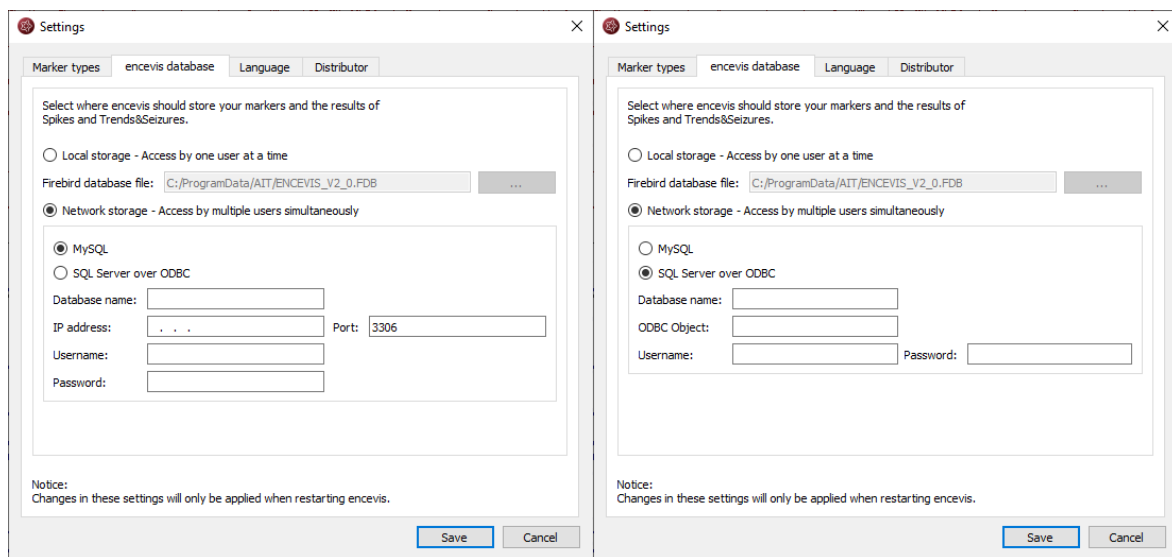 Settings
Marker types encevis database Language Distributor
Select where encevis should store your markers and the results of
Spikes and Trends&Seizures.
Local storage - Access by one user at a time
Firebird database file: C:/ProgramData/AIT/ENCEVIS_V2_0.FDB ...
Network storage - Access by multiple users simultaneously
MySQL
SQL Server over ODBC
Database name:
IP address: . . . Port: 3306
Username:
Password:
Notice:
Changes in these settings will only be applied when restarting encevis.
Save Cancel
Settings
Marker types encevis database Language Distributor
Select where encevis should store your markers and the results of
Spikes and Trends&Seizures.
Local storage - Access by one user at a time
Firebird database file: C:/ProgramData/AIT/ENCEVIS_V2_0.FDB ...
Network storage - Access by multiple users simultaneously
MySQL
SQL Server over ODBC
Database name:
ODBC Object:
Username: Password:
Notice:
Changes in these settings will only be applied when restarting encevis.
Save Cancel